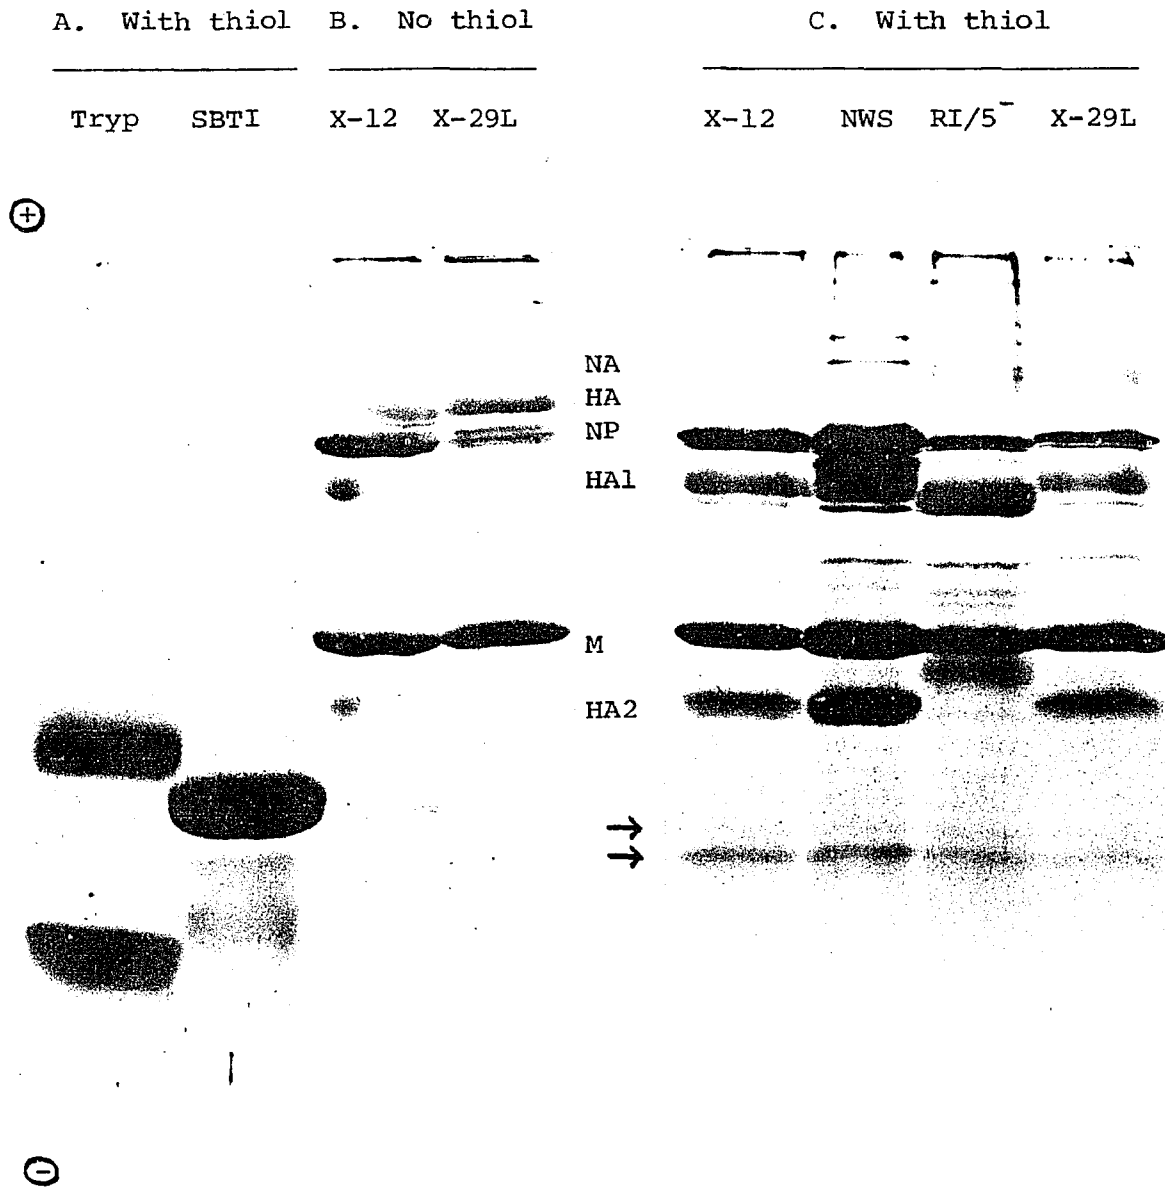 A. With thiol B. No thiol C. With thiol
Tryp SBTI X-12 X-29L X-12 NWS RI/5⁻ X-29L
+
NA
HA
NP
HA1
M
HA2
→
→
−